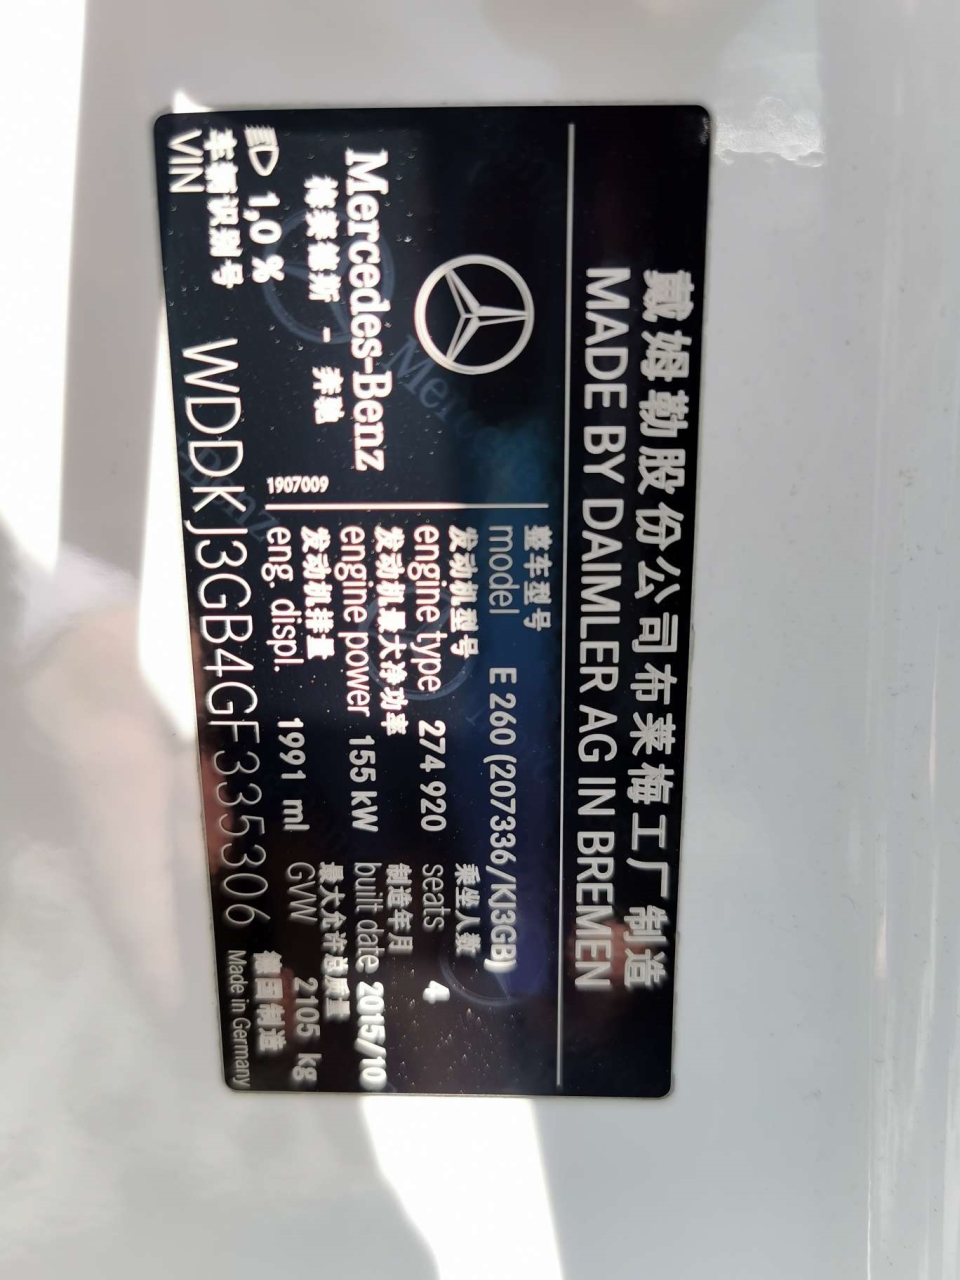 戴姆勒股份公司布莱梅工厂制造
MADE BY DAIMLER AG IN BREMEN
Mercedes-Benz
梅赛德斯 - 奔驰
1907009
整车型号
model E 260 (207336/KJ3GB)
发动机型号
engine type 274 920
乘坐人数
seats 4
发动机最大净功率
engine power 155 kW
制造年月
built date 2015/10
发动机排量
eng. displ. 1991 ml
最大允许总质量
GVW 2105 kg
1,0 %
车辆识别号
VIN WDDKJ3GB4GF335306
德国制造
Made in Germany